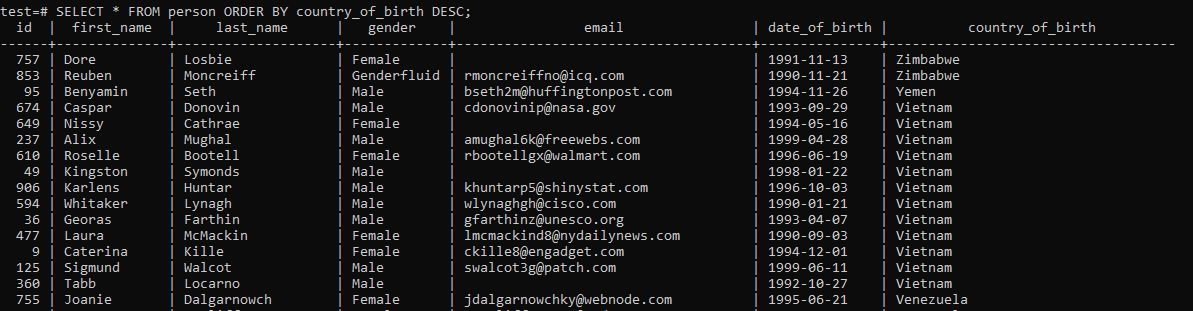 test=# SELECT * FROM person ORDER BY country_of_birth DESC;
  id  |  first_name  |     last_name      |   gender    |                email                | date_of_birth |          country_of_birth
------+--------------+--------------------+-------------+-------------------------------------+---------------+------------------------------------
  757 | Dore         | Losbie             | Female      |                                     | 1991-11-13    | Zimbabwe
  853 | Reuben       | Moncreiff          | Genderfluid | rmoncreiffno@icq.com                | 1990-11-21    | Zimbabwe
   95 | Benyamin     | Seth               | Male        | bseth2m@huffingtonpost.com          | 1994-11-26    | Yemen
  674 | Caspar       | Donovin            | Male        | cdonovinip@nasa.gov                 | 1993-09-29    | Vietnam
  649 | Nissy        | Cathrae            | Female      |                                     | 1994-05-16    | Vietnam
  237 | Alix         | Mughal             | Male        | amughal6k@freewebs.com              | 1999-04-28    | Vietnam
  610 | Roselle      | Bootell            | Female      | rbootellgx@walmart.com              | 1996-06-19    | Vietnam
   49 | Kingston     | Symonds            | Male        |                                     | 1998-01-22    | Vietnam
  906 | Karlens      | Huntar             | Male        | khuntarp5@shinystat.com             | 1996-10-03    | Vietnam
  594 | Whitaker     | Lynagh             | Male        | wlynaghgh@cisco.com                 | 1990-01-21    | Vietnam
   36 | Georas       | Farthin            | Male        | gfarthinz@unesco.org                | 1993-04-07    | Vietnam
  477 | Laura        | McMackin           | Female      | lmcmackind8@nydailynews.com         | 1990-09-03    | Vietnam
    9 | Caterina     | Kille              | Female      | ckille8@engadget.com                | 1994-12-01    | Vietnam
  125 | Sigmund      | Walcot             | Male        | swalcot3g@patch.com                 | 1999-06-11    | Vietnam
  360 | Tabb         | Locarno            | Male        |                                     | 1992-10-27    | Vietnam
  755 | Joanie       | Dalgarnowch        | Female      | jdalgarnowchky@webnode.com          | 1995-06-21    | Venezuela